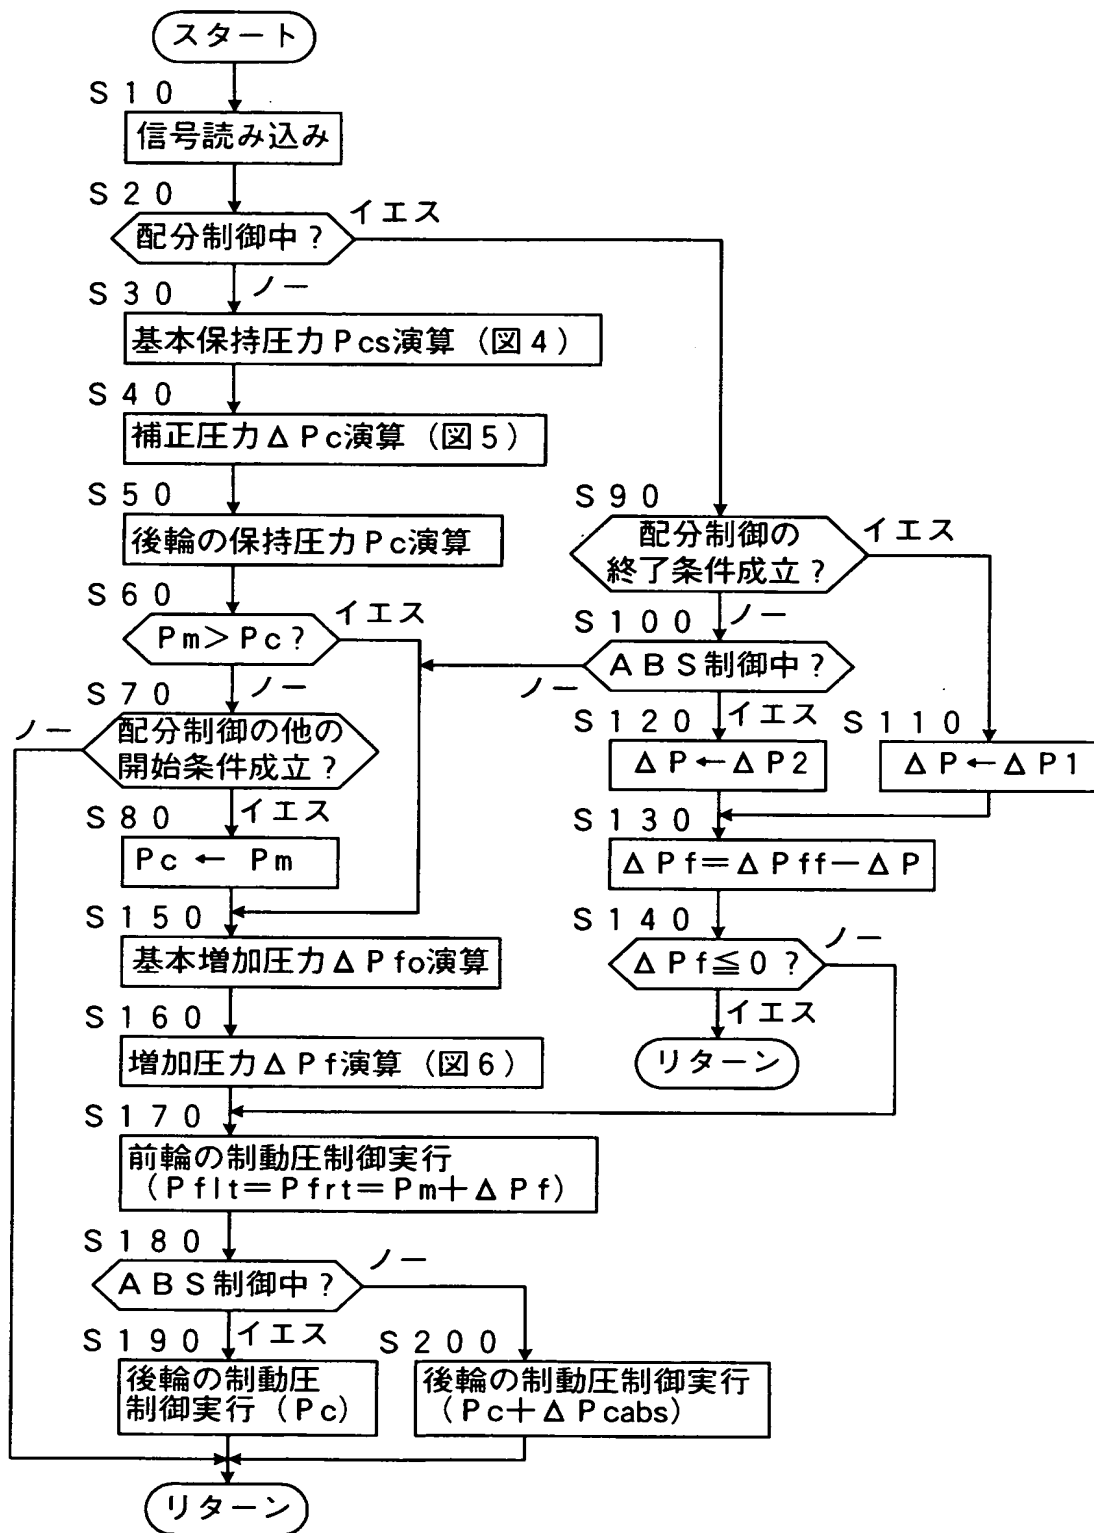 スタート
S10
信号読み込み
S20
イエス
配分制御中?
ノー
S30
基本保持圧力Pcs演算(図4)
S40
補正圧力ΔPc演算(図5)
S50
後輪の保持圧力Pc演算
S60
イエス
Pm>Pc?
ノー
S70
ノー
配分制御の他の
開始条件成立?
イエス
S80
Pc ← Pm
S90
配分制御の
終了条件成立?
イエス
ノー
S100
ABS制御中?
ノー
イエス
S120
ΔP←ΔP2
S110
ΔP←ΔP1
S130
ΔPf=ΔPff-ΔP
S140
ノー
ΔPf≦0?
イエス
リターン
S150
基本増加圧力ΔPfo演算
S160
増加圧力ΔPf演算(図6)
S170
前輪の制動圧制御実行
(Pflt=Pfrt=Pm+ΔPf)
S180
ノー
ABS制御中?
イエス
S190
後輪の制動圧
制御実行(Pc)
S200
後輪の制動圧制御実行
(Pc+ΔPcabs)
リターン